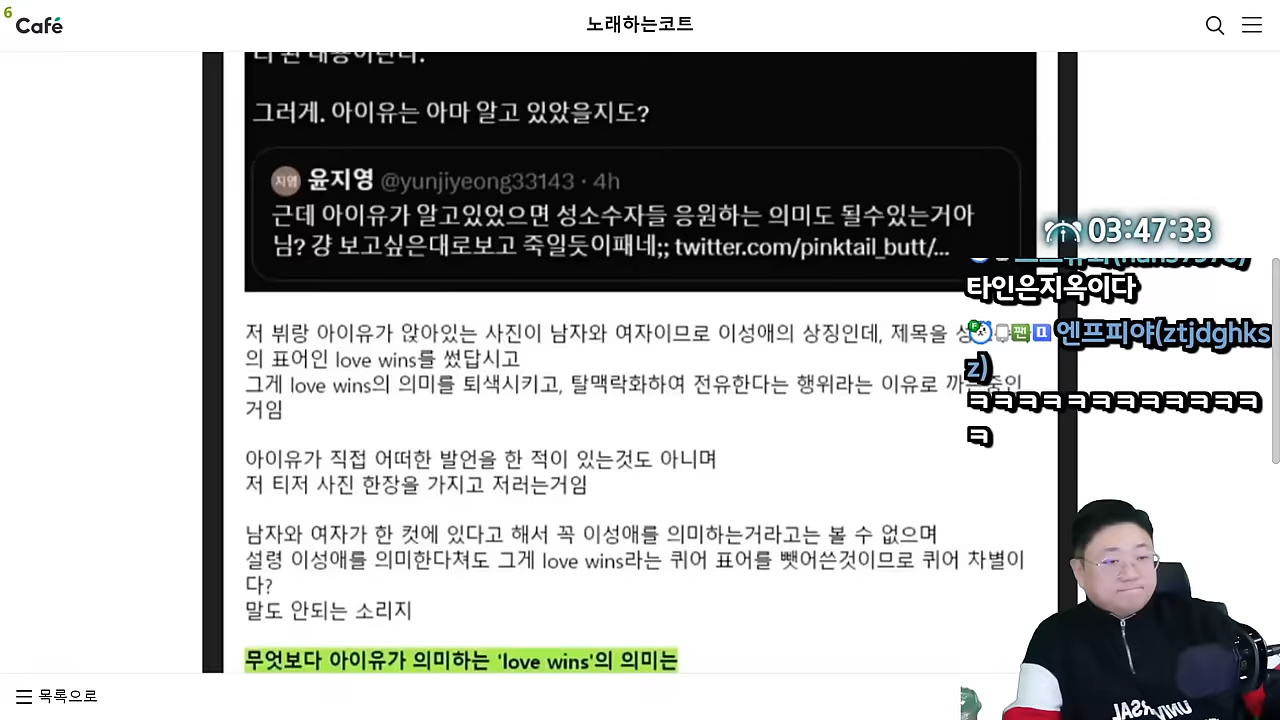 6
Café
노래하는코트
그러게. 아이유는 아마 알고 있았을지도?
지영 윤지영 @yunjiyeong33143 · 4h
근데 아이유가 알고있었으면 성소수자들 응원하는 의미도 될수있는거아
님? 걍 보고싶은대로보고 죽일듯이패네;; twitter.com/pinktail_butt/...
저 뷔랑 아이유가 앉아있는 사진이 남자와 여자이므로 이성애의 상징인데, 제목을
의 표어인 love wins를 썼답시고
그게 love wins의 의미를 퇴색시키고, 탈맥락화하여 전유한다는 행위라는 이유로 까는중인
거임
아이유가 직접 어떠한 발언을 한 적이 있는것도 아니며
저 티저 사진 한장을 가지고 저러는거임
남자와 여자가 한 컷에 있다고 해서 꼭 이성애를 의미하는거라고는 볼 수 없으며
설령 이성애를 의미한다쳐도 그게 love wins라는 퀴어 표어를 뺏어쓴것이므로 퀴어 차별이
다?
말도 안되는 소리지
무엇보다 아이유가 의미하는 'love wins'의 의미는
목록으로
03:47:33
타인은지옥이다
팬 엔프피야(ztjdghks
z)
ㅋㅋㅋㅋㅋㅋㅋㅋㅋㅋㅋㅋ
ㅋ